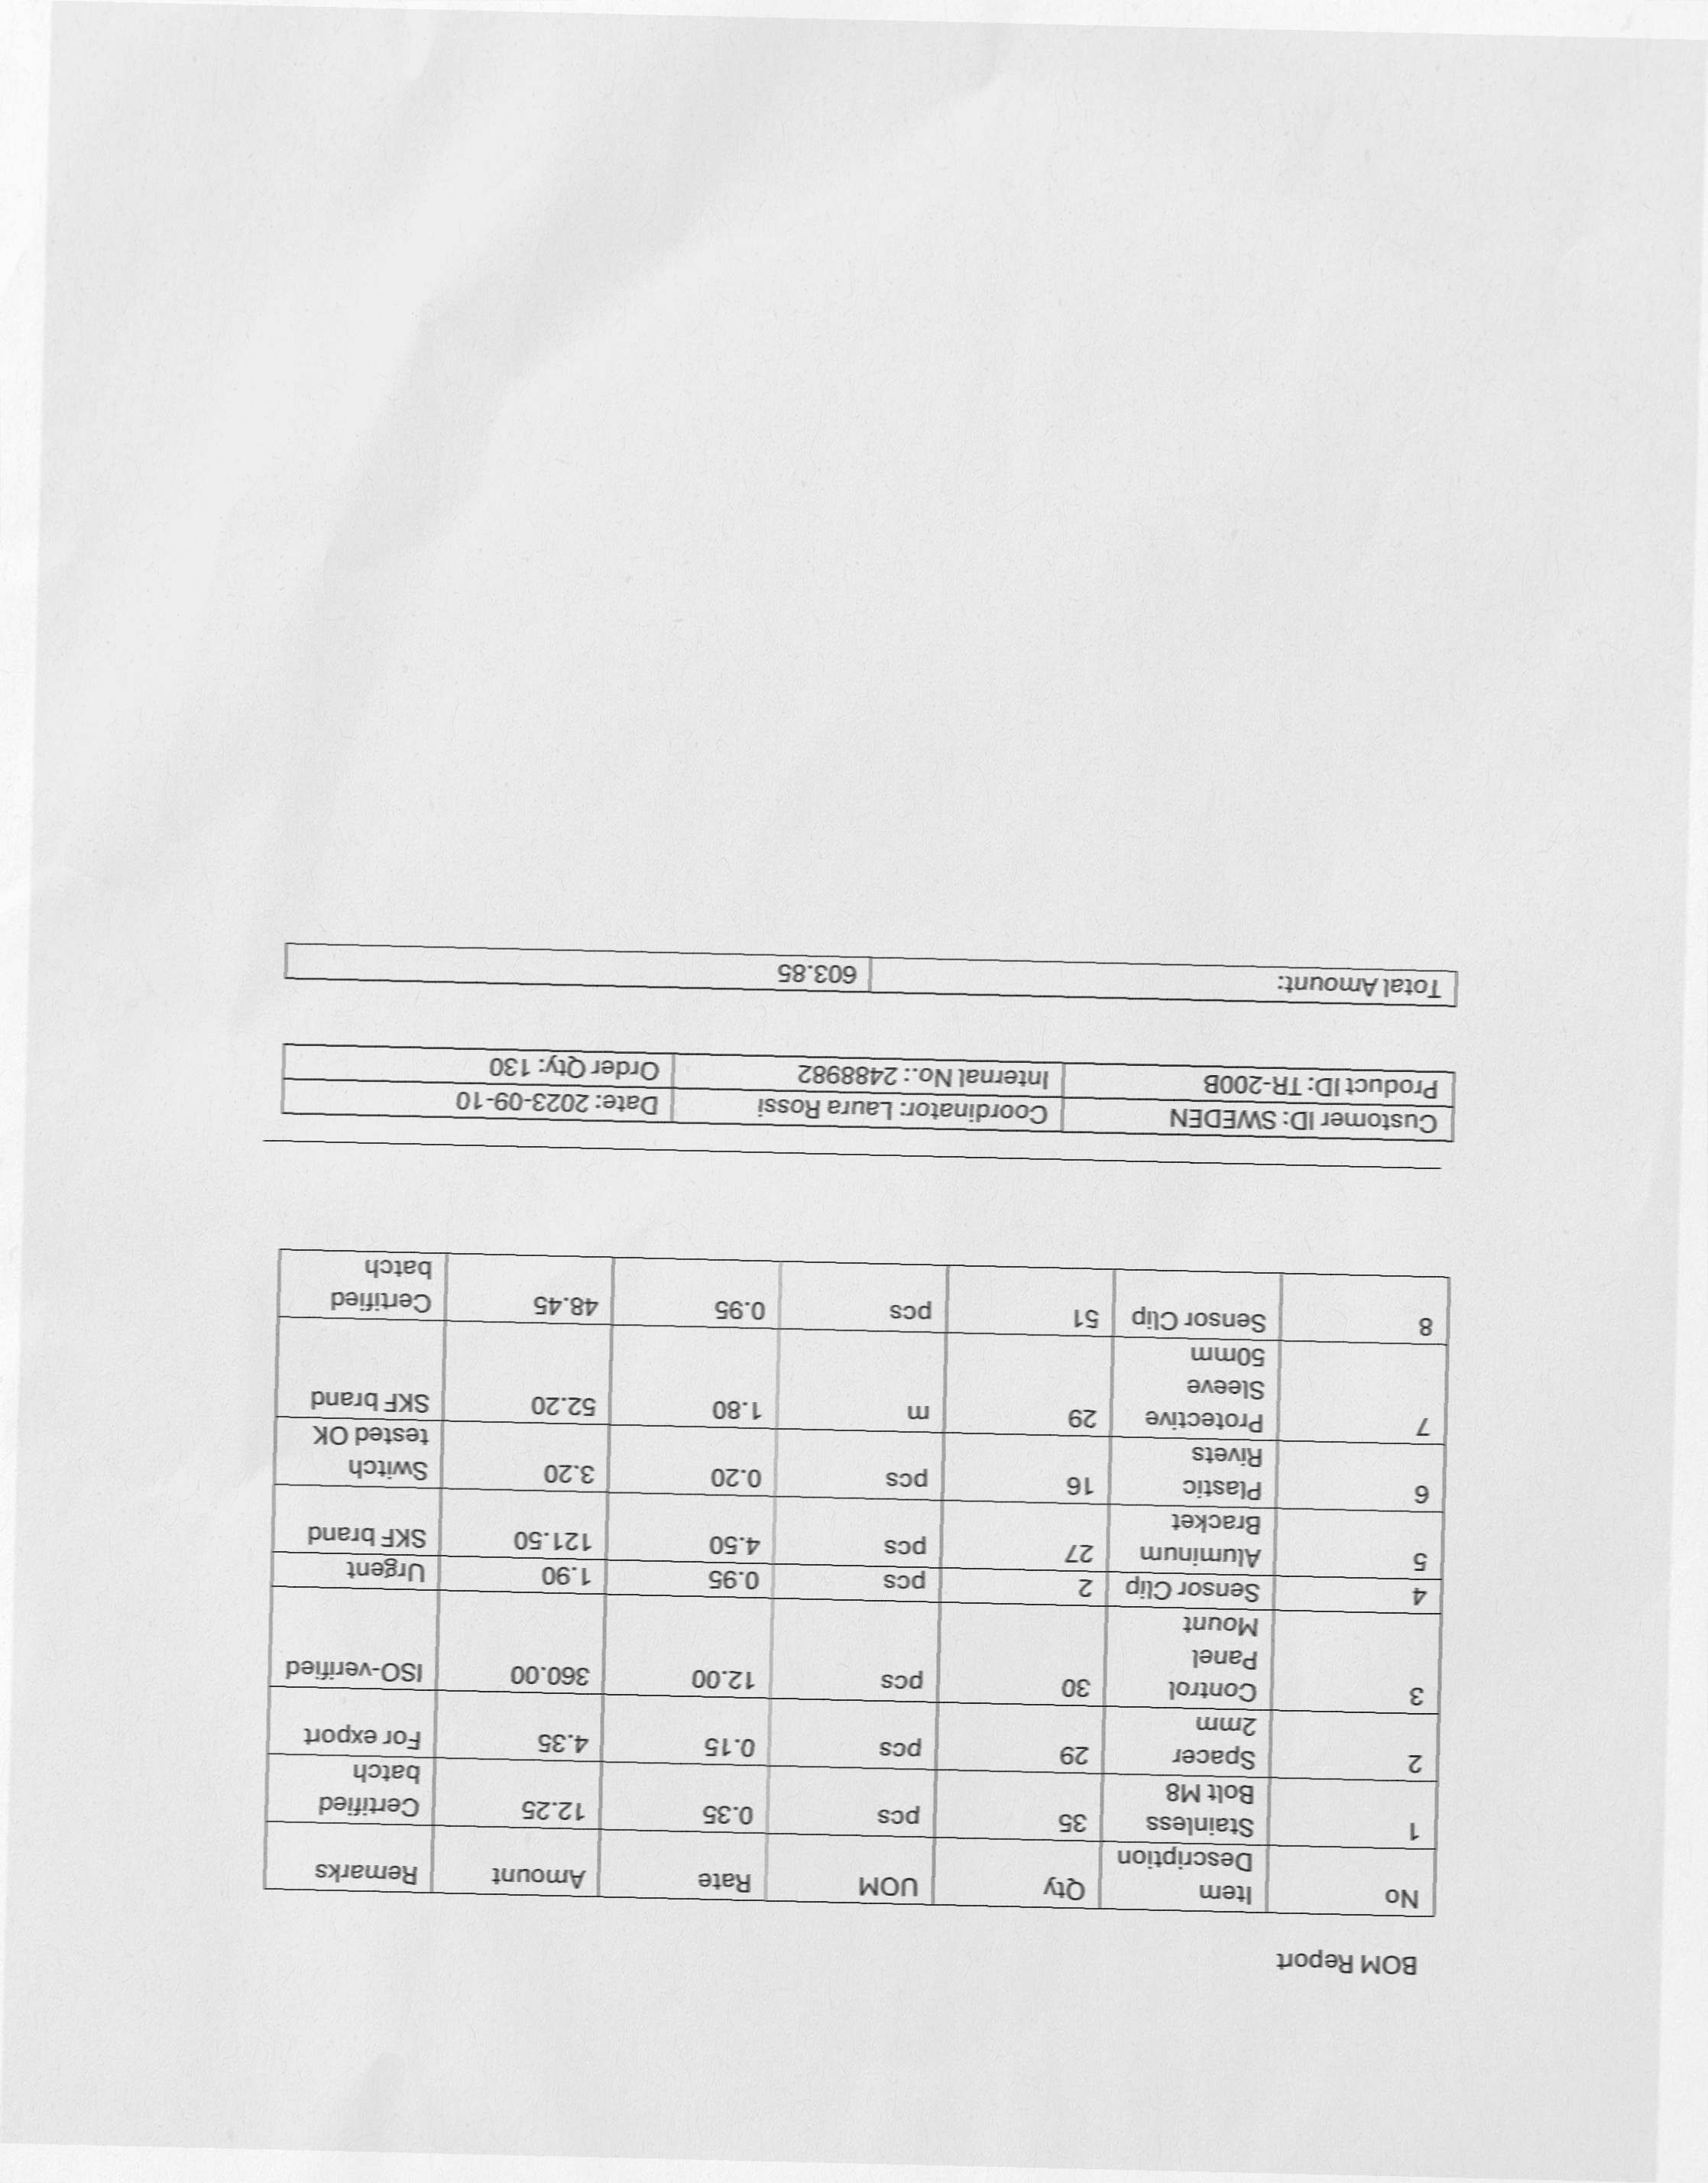 BOM Report
No Item Description Qty UOM Rate Amount Remarks
1 Stainless Bolt M8 35 pcs 0.35 12.25 Certified batch
2 Spacer 2mm 29 pcs 0.15 4.35 For export
3 Control Panel Mount 30 pcs 12.00 360.00 ISO-verified
4 Sensor Clip 2 pcs 0.95 1.90 Urgent
5 Aluminum Bracket 27 pcs 4.50 121.50 SKF brand
6 Plastic Rivets 16 pcs 0.20 3.20 Switch tested OK
7 Protective Sleeve 50mm 29 m 1.80 52.20 SKF brand
8 Sensor Clip 51 pcs 0.95 48.45 Certified batch
Customer ID: SWEDEN Coordinator: Laura Rossi Date: 2023-09-10
Product ID: TR-200B Internal No.: 2488982 Order Qty: 130
Total Amount: 603.85